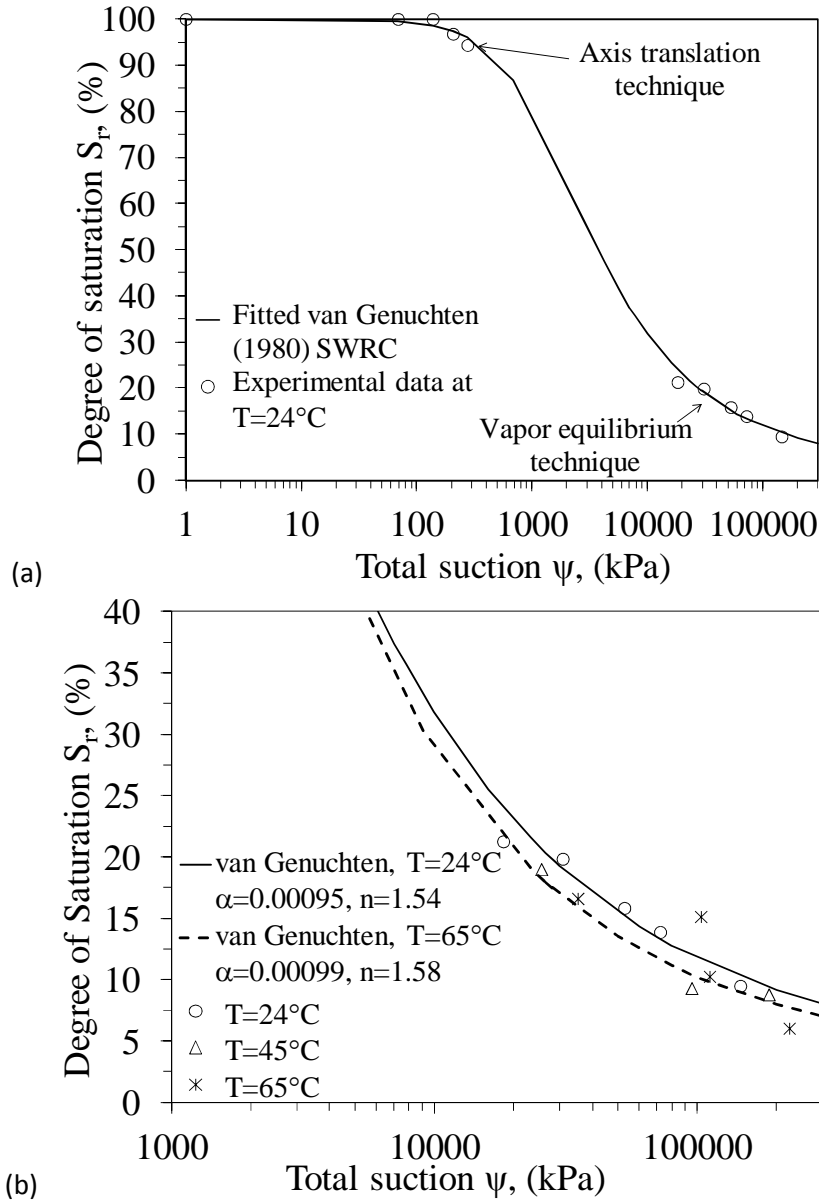 100
90
80
70
60
50
40
30
20
10
0
Degree of saturation Sr, (%)
Axis translation
technique
Fitted van Genuchten
(1980) SWRC
Experimental data at
T=24°C
Vapor equilibrium
technique
1 10 100 1000 10000 100000
Total suction ψ, (kPa)
(a)
40
35
30
25
20
15
10
5
0
Degree of Saturation Sr, (%)
van Genuchten, T=24°C
α=0.00095, n=1.54
van Genuchten, T=65°C
α=0.00099, n=1.58
T=24°C
T=45°C
T=65°C
1000 10000 100000
Total suction ψ, (kPa)
(b)